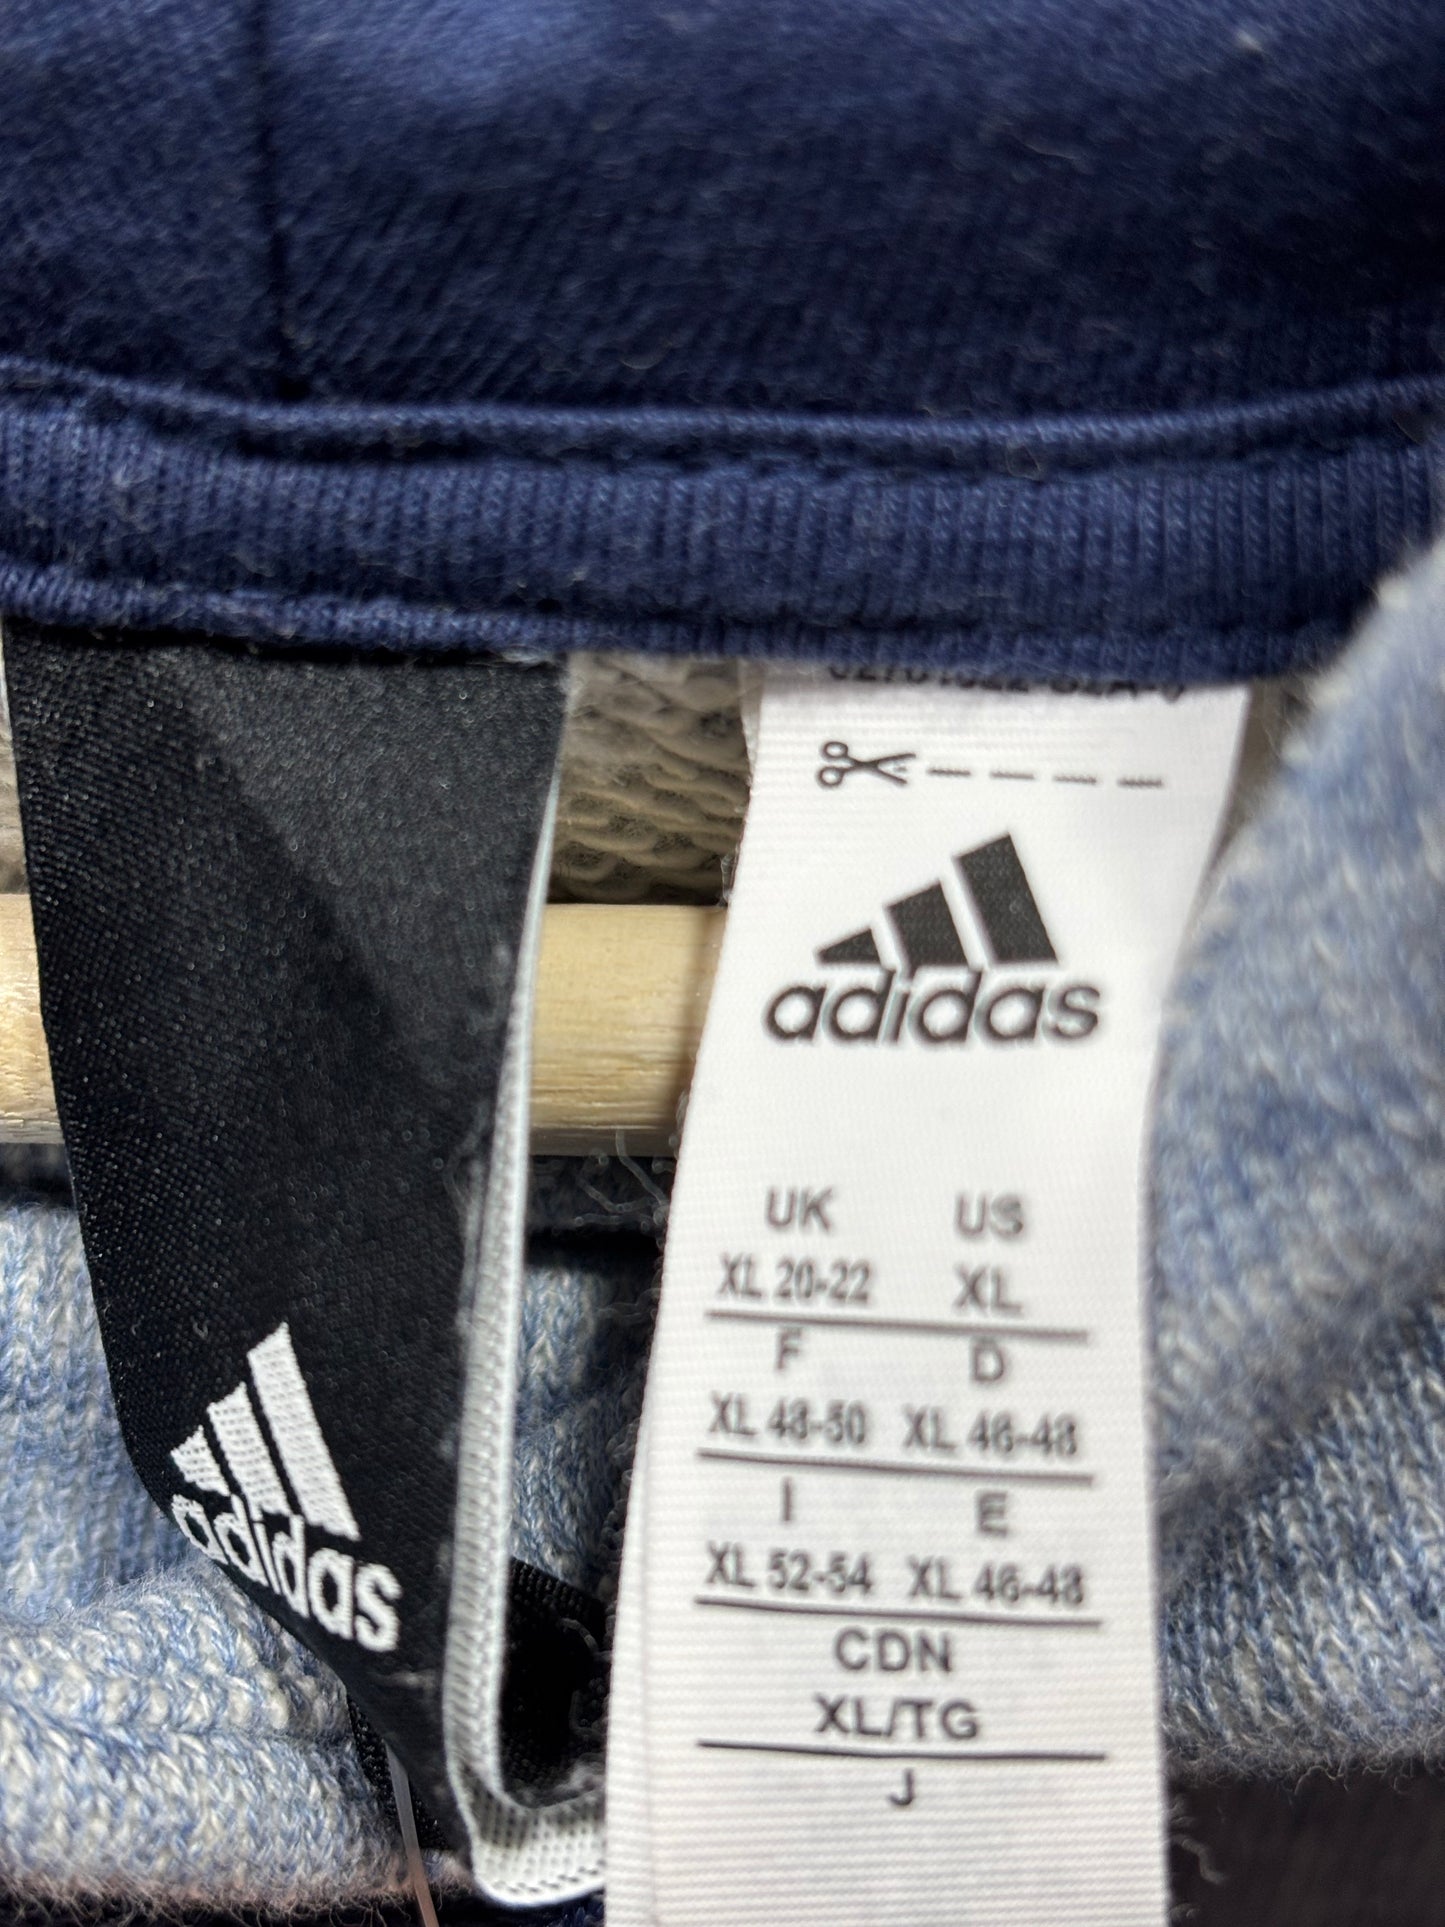 adidas
UK US
XL 20-22 XL
F D
XL 48-50 XL 46-48
I E
XL 52-54 XL 46-48
CDN
XL/TG
J
adidas